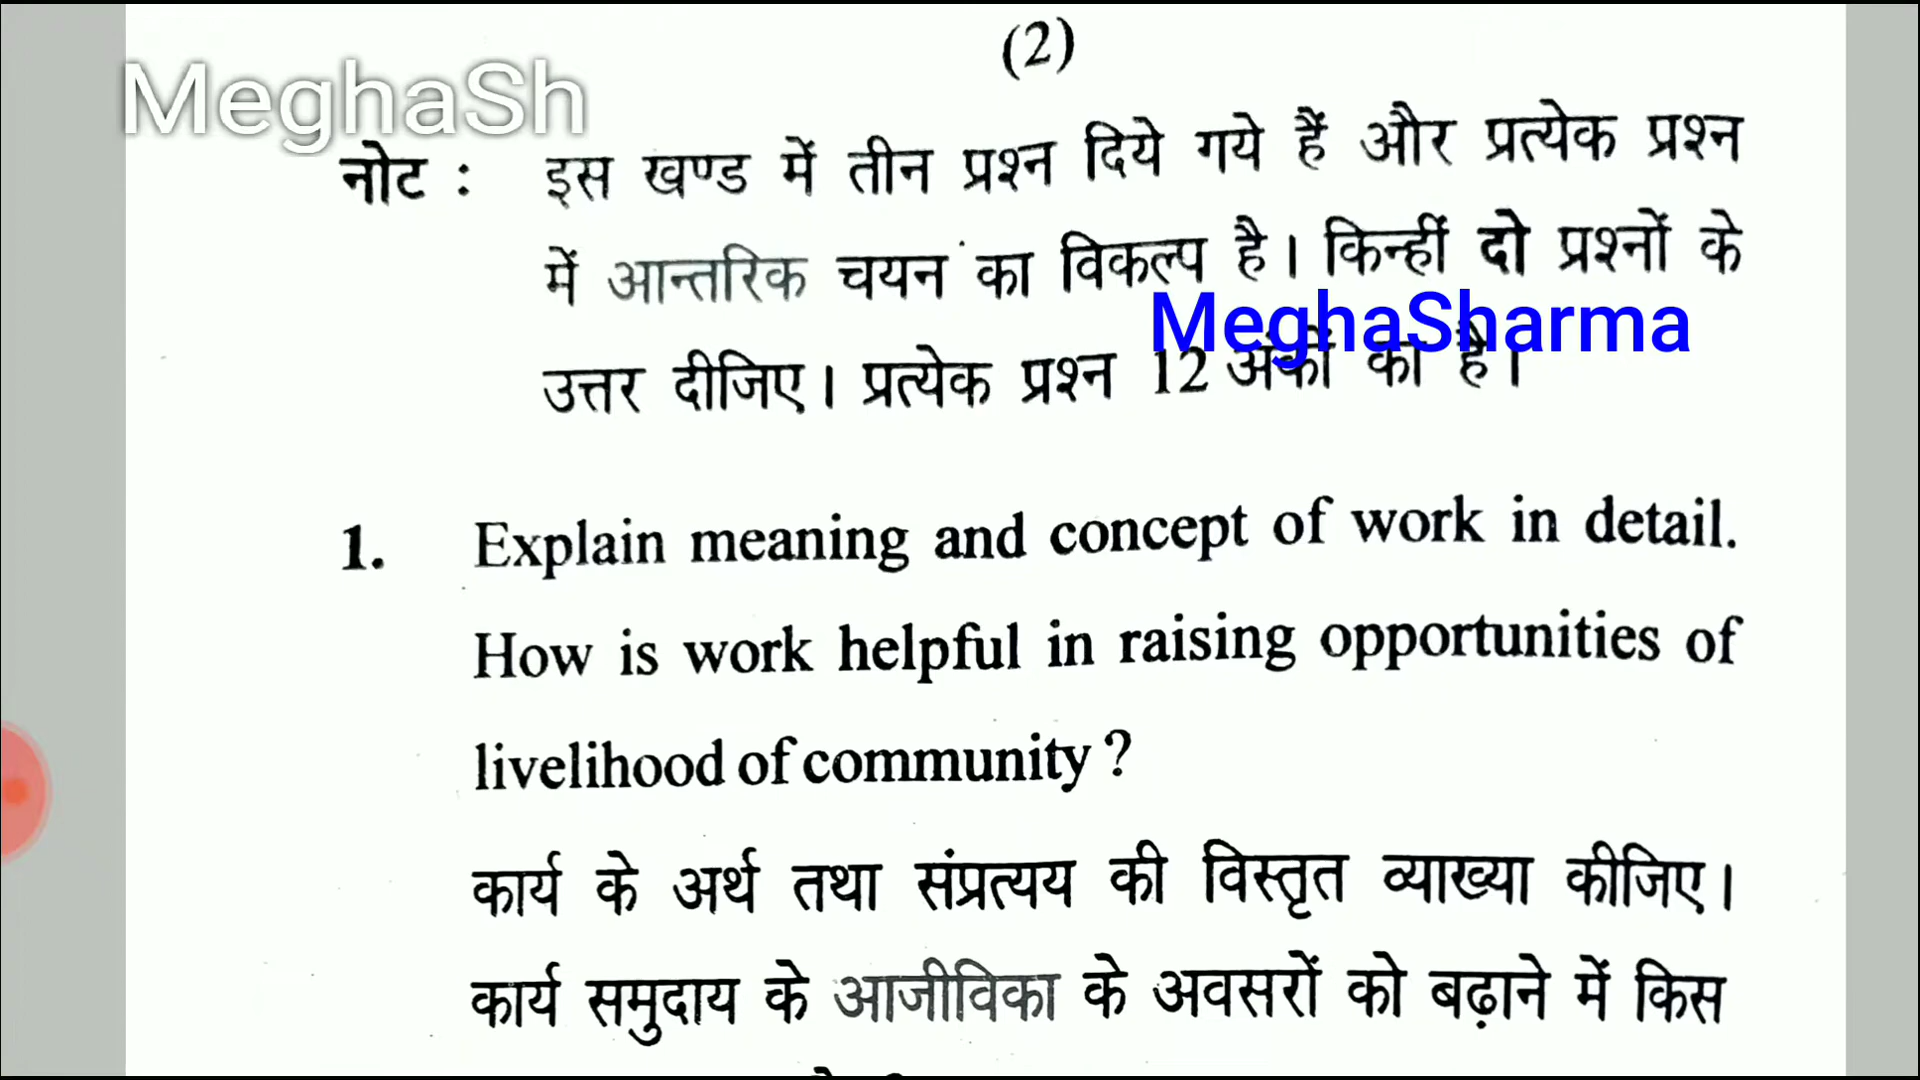 (2)
MeghaSh
नोट : इस खण्ड में तीन प्रश्न दिये गये हैं और प्रत्येक प्रश्न
में आन्तरिक चयन का विकल्प है। किन्हीं दो प्रश्नों के
MeghaSharma
उत्तर दीजिए। प्रत्येक प्रश्न 12 अंकों का है।
1. Explain meaning and concept of work in detail.
How is work helpful in raising opportunities of
livelihood of community ?
कार्य के अर्थ तथा संप्रत्यय की विस्तृत व्याख्या कीजिए।
कार्य समुदाय के आजीविका के अवसरों को बढ़ाने में किस